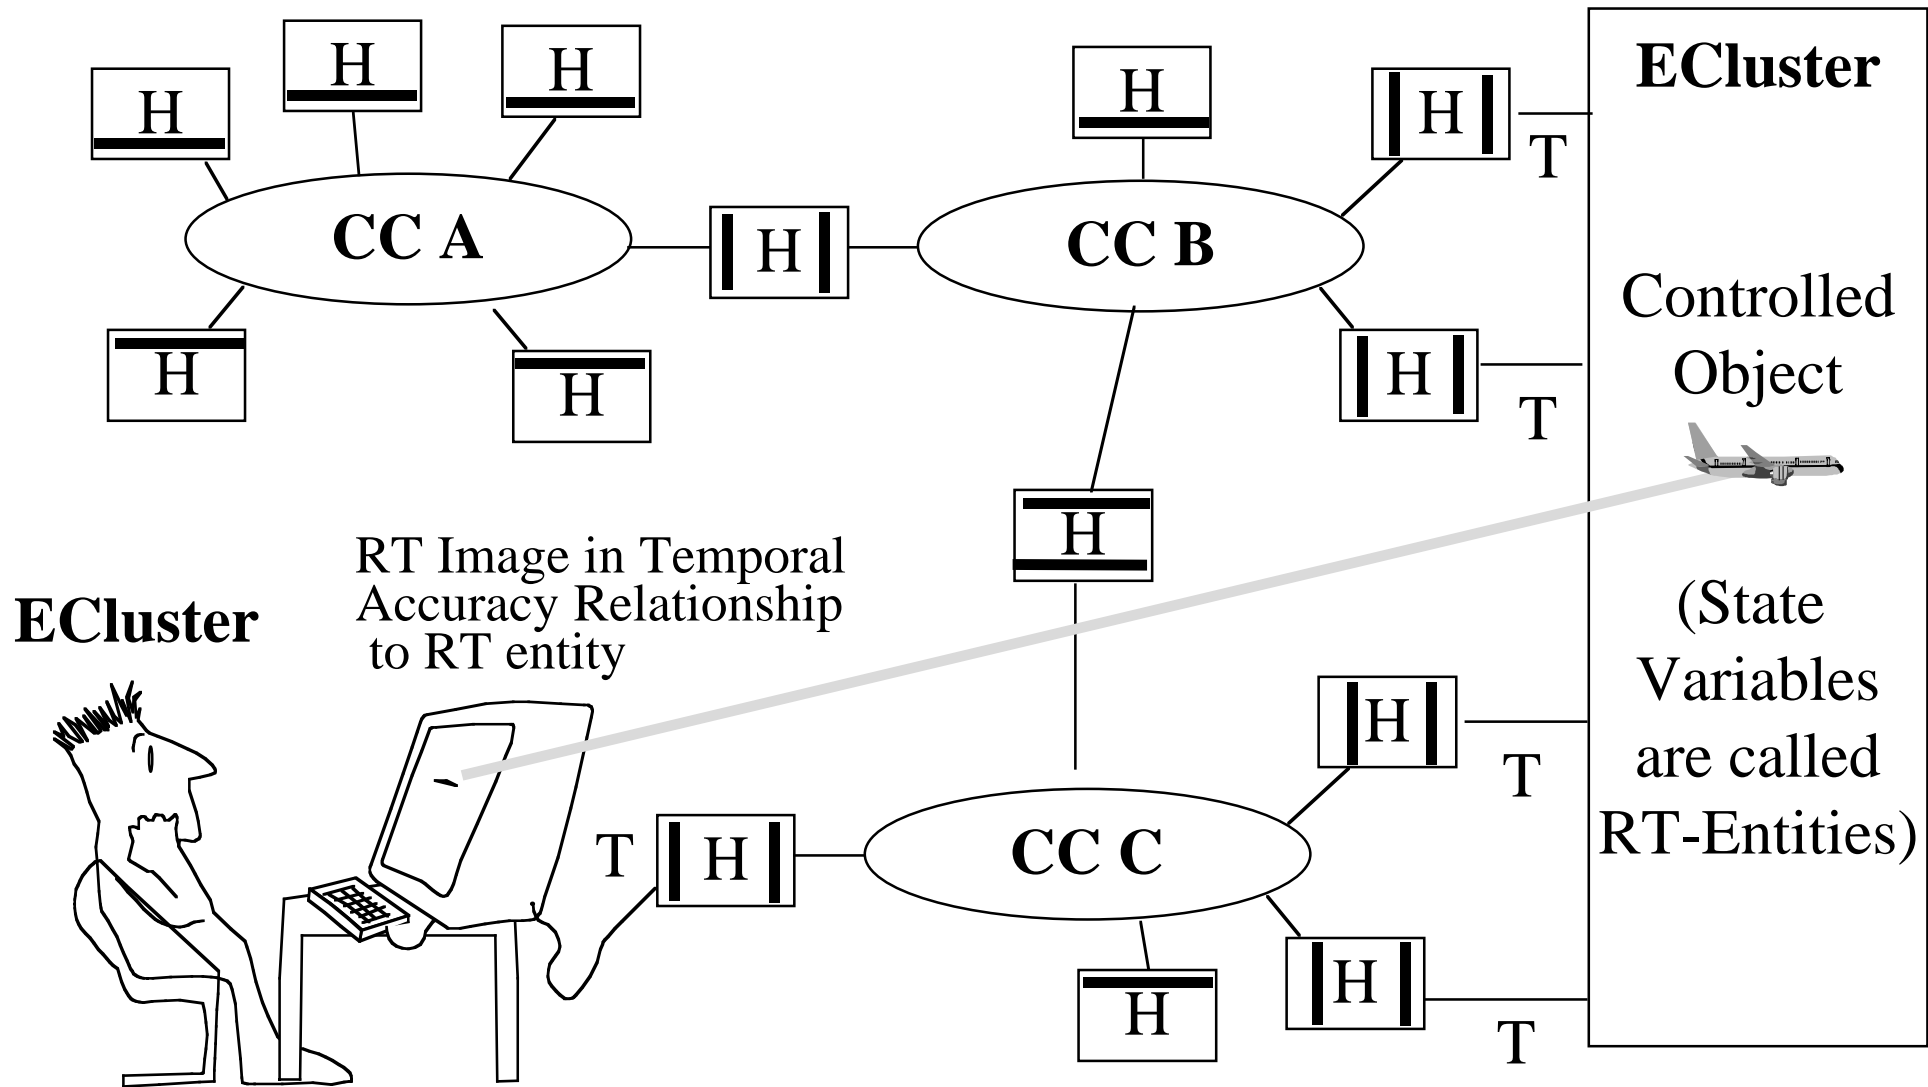 H
H
H
H
H
H
ECluster
T
CC A
H
CC B
H
H
H
Controlled
Object
T
H
RT Image in Temporal
Accuracy Relationship
to RT entity
ECluster
(State
Variables
are called
RT-Entities)
H
T
T
H
CC C
H
H
T